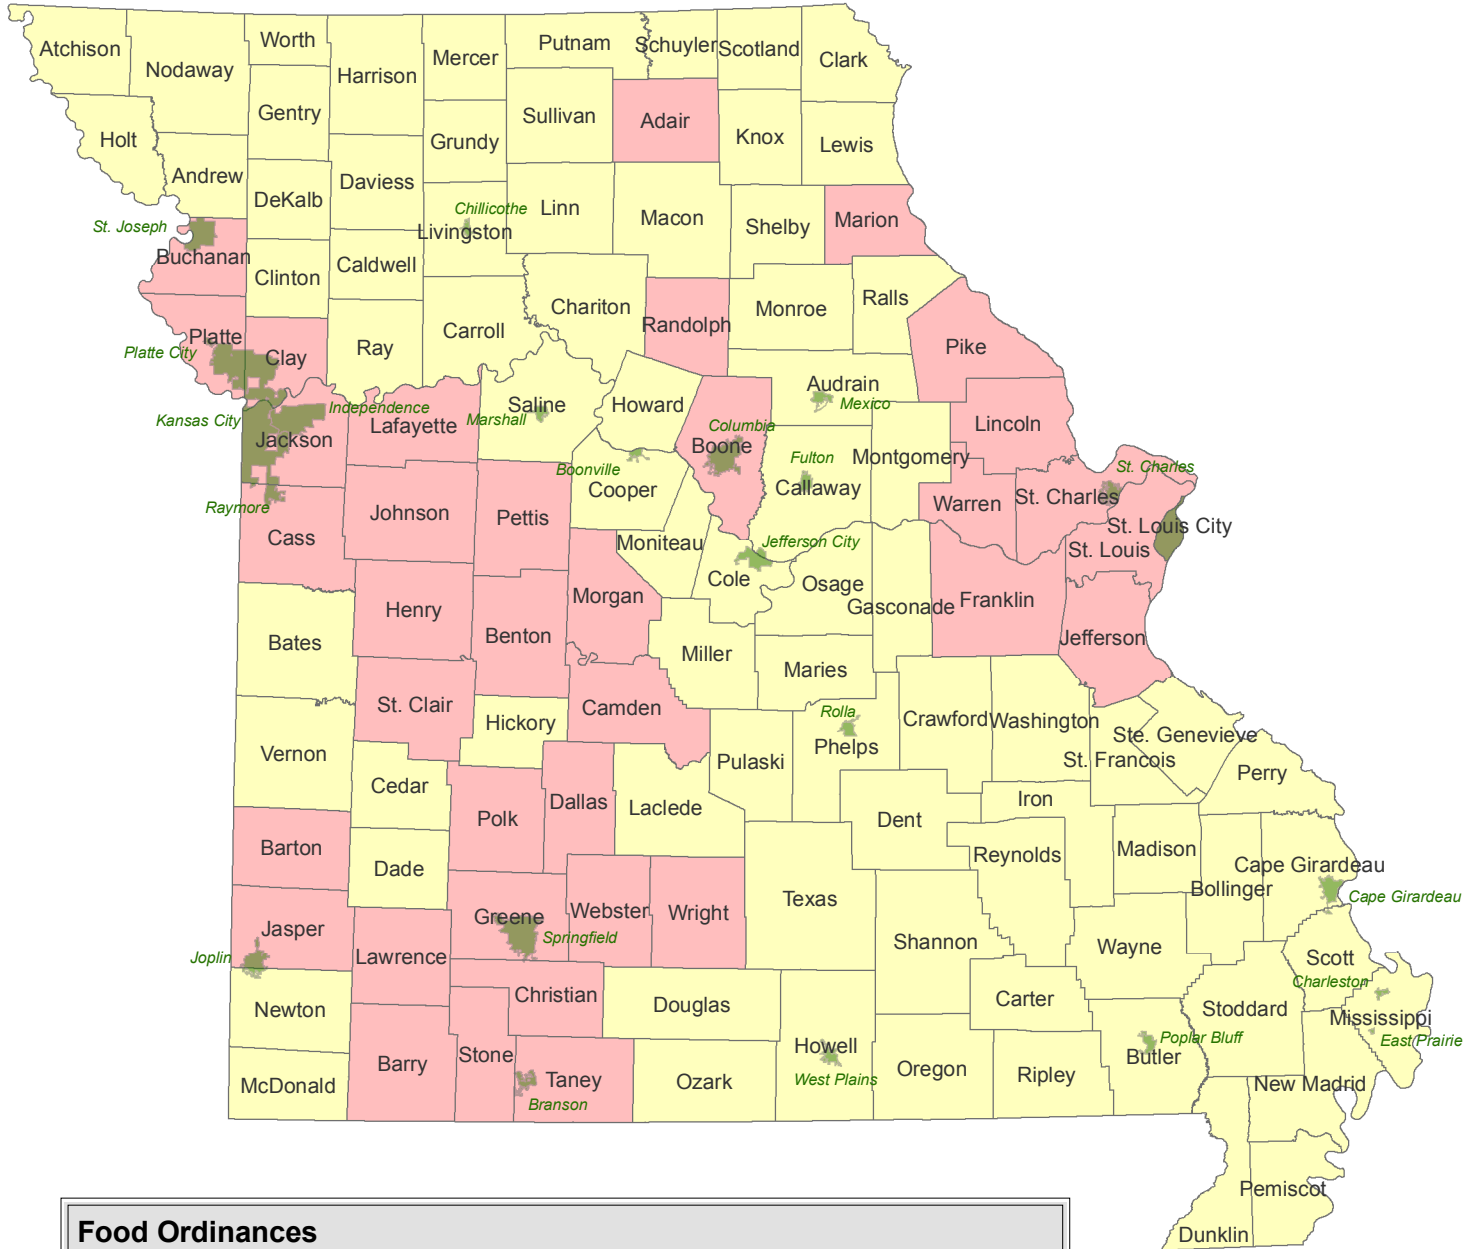 Atchison
Nodaway
Worth
Harrison
Mercer
Putnam
Schuyler
Scotland
Clark
Holt
Gentry
Sullivan
Adair
Knox
Lewis
Grundy
Andrew
DeKalb
Daviess
Chillicothe
Livingston
Linn
Macon
Shelby
Marion
St. Joseph
Buchanan
Clinton
Caldwell
Chariton
Monroe
Ralls
Randolph
Carroll
Ray
Platte
Platte City
Clay
Pike
Audrain
Mexico
Kansas City
Independence
Jackson
Lafayette
Marshall
Saline
Howard
Columbia
Boone
Lincoln
Boonville
Cooper
Fulton
Callaway
Montgomery
Warren
St. Charles
St. Charles
Raymore
Cass
Johnson
Pettis
Moniteau
Jefferson City
Cole
St. Louis City
St. Louis
Osage
Gasconade
Franklin
Henry
Morgan
Benton
Jefferson
Bates
Miller
Maries
St. Clair
Hickory
Camden
Rolla
Phelps
Crawford
Washington
Ste. Genevieve
St. Francois
Vernon
Pulaski
Perry
Cedar
Dallas
Laclede
Polk
Dent
Iron
Barton
Dade
Reynolds
Madison
Cape Girardeau
Bollinger
Cape Girardeau
Jasper
Greene
Webster
Wright
Texas
Springfield
Joplin
Lawrence
Shannon
Wayne
Scott
Charleston
Newton
Christian
Douglas
Carter
Stoddard
Mississippi
East Prairie
Barry
Stone
Howell
West Plains
Poplar Bluff
Butler
McDonald
Taney
Branson
Ozark
Oregon
Ripley
New Madrid
Pemiscot
Dunklin
Food Ordinances